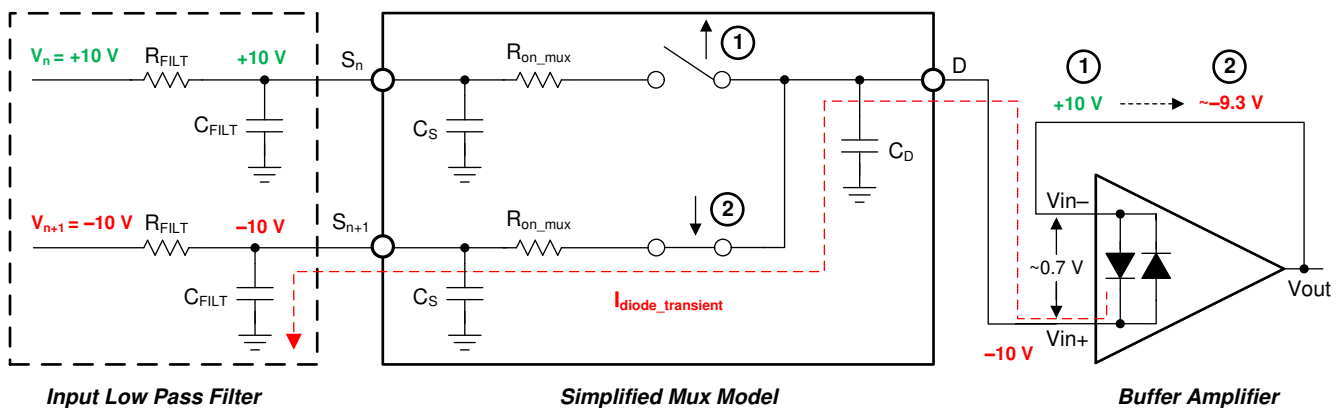 Vn = +10 V
RFILT
+10 V
Sn
Ron_mux
1
D
1
2
+10 V
~–9.3 V
CFILT
CS
CD
Vn+1 = –10 V
RFILT
–10 V
Sn+1
Ron_mux
2
Vin–
~0.7 V
Vout
CFILT
CS
Idiode_transient
–10 V
Vin+
Input Low Pass Filter
Simplified Mux Model
Buffer Amplifier